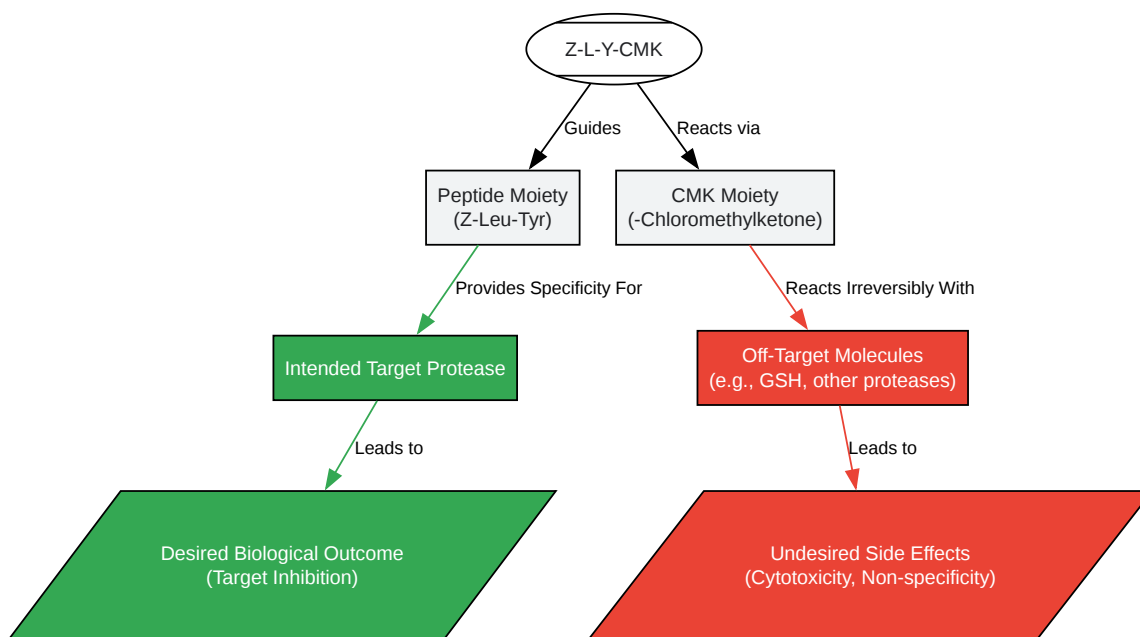 Z-L-Y-CMK
Guides
Reacts via
Peptide Moiety
(Z-Leu-Tyr)
CMK Moiety
(-Chloromethylketone)
Provides Specificity For
Reacts Irreversibly With
Intended Target Protease
Off-Target Molecules
(e.g., GSH, other proteases)
Leads to
Leads to
Desired Biological Outcome
(Target Inhibition)
Undesired Side Effects
(Cytotoxicity, Non-specificity)